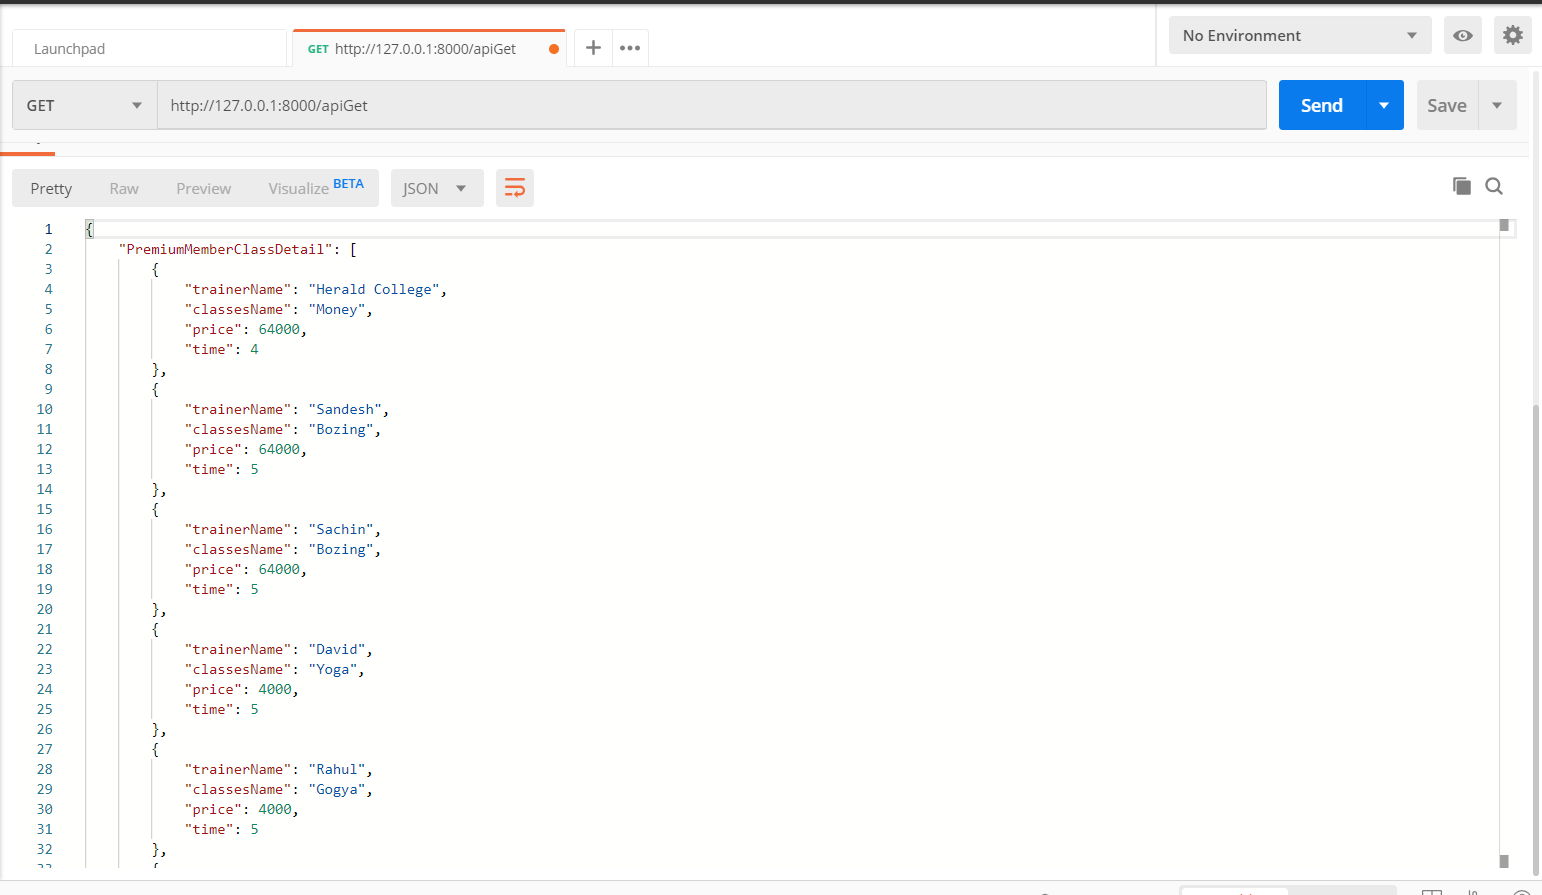 Launchpad
GET http://127.0.0.1:8000/apiGet
No Environment
GET http://127.0.0.1:8000/apiGet Send Save
Pretty Raw Preview Visualize BETA JSON
1 {
2 "PremiumMemberClassDetail": [
3 {
4 "trainerName": "Herald College",
5 "classesName": "Money",
6 "price": 64000,
7 "time": 4
8 },
9 {
10 "trainerName": "Sandesh",
11 "classesName": "Bozing",
12 "price": 64000,
13 "time": 5
14 },
15 {
16 "trainerName": "Sachin",
17 "classesName": "Bozing",
18 "price": 64000,
19 "time": 5
20 },
21 {
22 "trainerName": "David",
23 "classesName": "Yoga",
24 "price": 4000,
25 "time": 5
26 },
27 {
28 "trainerName": "Rahul",
29 "classesName": "Gogya",
30 "price": 4000,
31 "time": 5
32 },
33 {